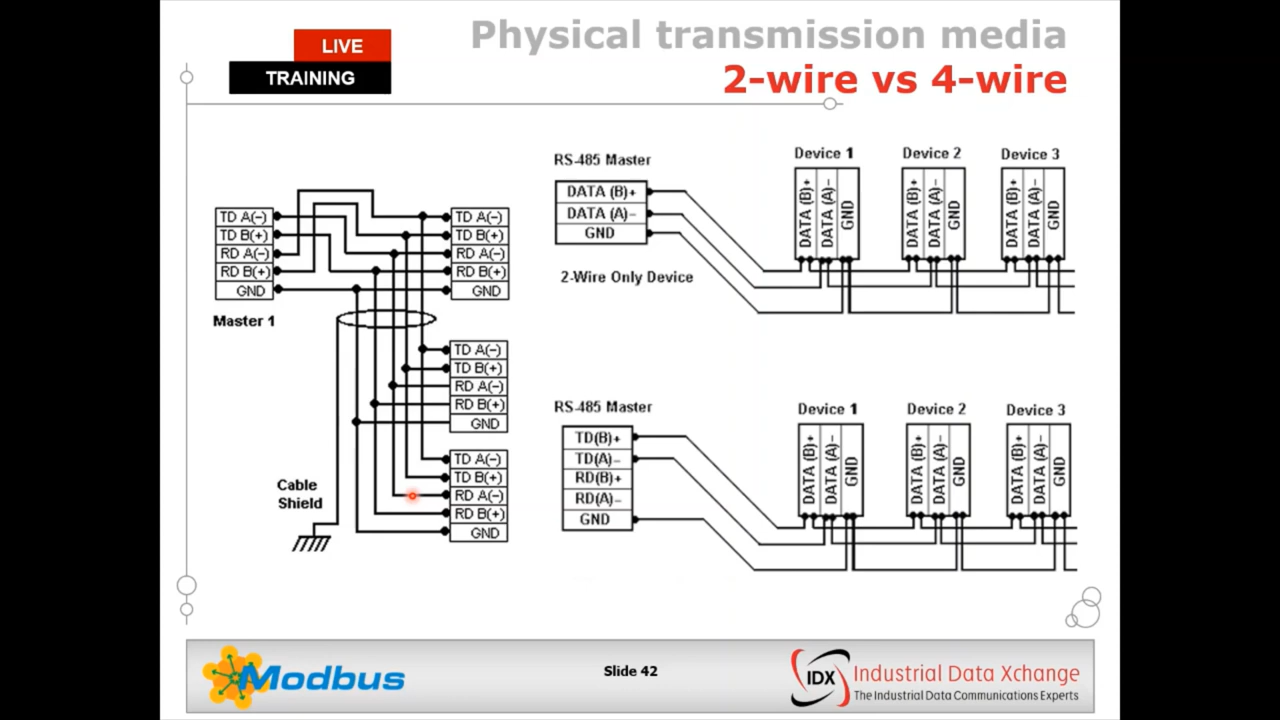 LIVE
TRAINING
Physical transmission media
2-wire vs 4-wire
TD A(-)
TD B(+)
RD A(-)
RD B(+)
GND
Master 1
TD A(-)
TD B(+)
RD A(-)
RD B(+)
GND
TD A(-)
TD B(+)
RD A(-)
RD B(+)
GND
TD A(-)
TD B(+)
RD A(-)
RD B(+)
GND
Cable
Shield
RS-485 Master
DATA (B)+
DATA (A)-
GND
2-Wire Only Device
Device 1
DATA (B)+
DATA (A)-
GND
Device 2
DATA (B)+
DATA (A)-
GND
Device 3
DATA (B)+
DATA (A)-
GND
RS-485 Master
TD(B)+
TD(A)-
RD(B)+
RD(A)-
GND
Device 1
DATA (B)+
DATA (A)-
GND
Device 2
DATA (B)+
DATA (A)-
GND
Device 3
DATA (B)+
DATA (A)-
GND
Modbus
Slide 42
IDX
Industrial Data Xchange
The Industrial Data Communications Experts